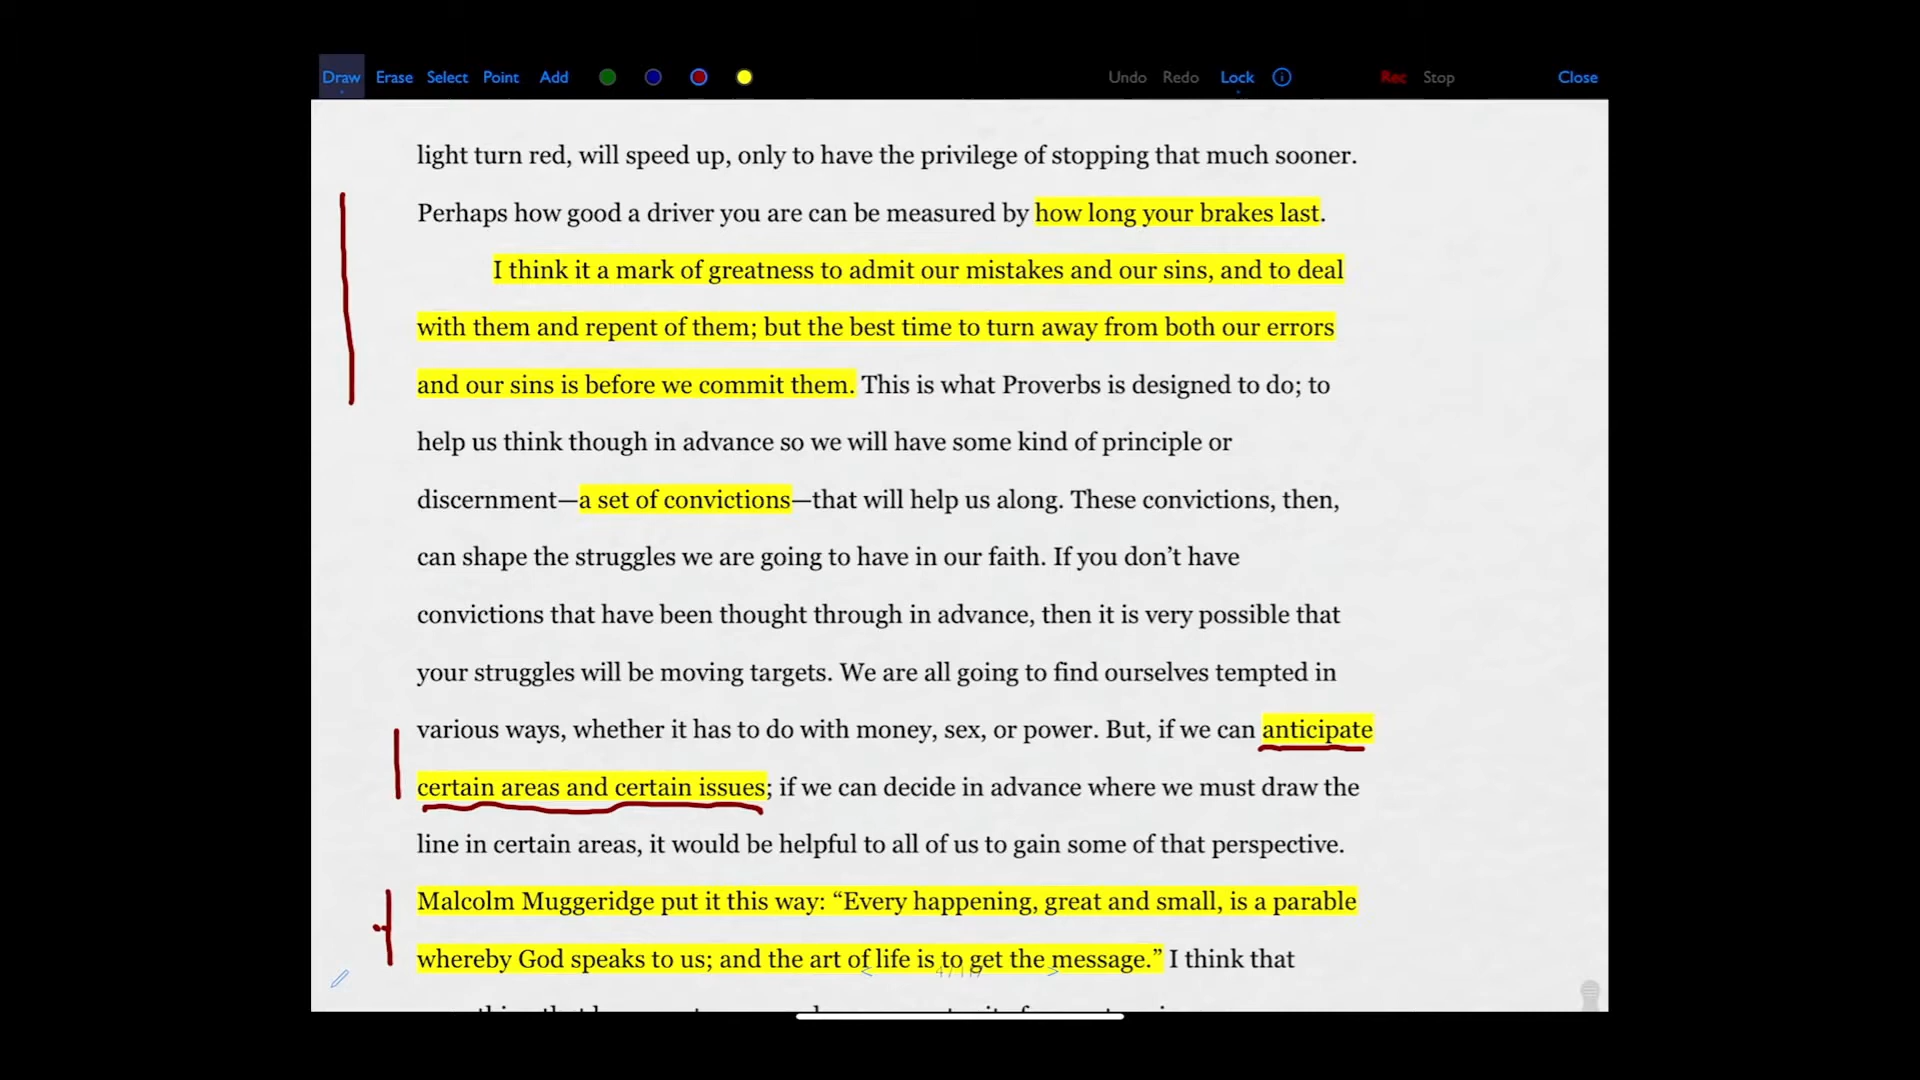 Draw Erase Select Point Add Undo Redo Lock Rec Stop Close
light turn red, will speed up, only to have the privilege of stopping that much sooner.
Perhaps how good a driver you are can be measured by how long your brakes last.
I think it a mark of greatness to admit our mistakes and our sins, and to deal
with them and repent of them; but the best time to turn away from both our errors
and our sins is before we commit them. This is what Proverbs is designed to do; to
help us think though in advance so we will have some kind of principle or
discernment—a set of convictions—that will help us along. These convictions, then,
can shape the struggles we are going to have in our faith. If you don’t have
convictions that have been thought through in advance, then it is very possible that
your struggles will be moving targets. We are all going to find ourselves tempted in
various ways, whether it has to do with money, sex, or power. But, if we can anticipate
certain areas and certain issues; if we can decide in advance where we must draw the
line in certain areas, it would be helpful to all of us to gain some of that perspective.
Malcolm Muggeridge put it this way: “Every happening, great and small, is a parable
whereby God speaks to us; and the art of life is to get the message.” I think that